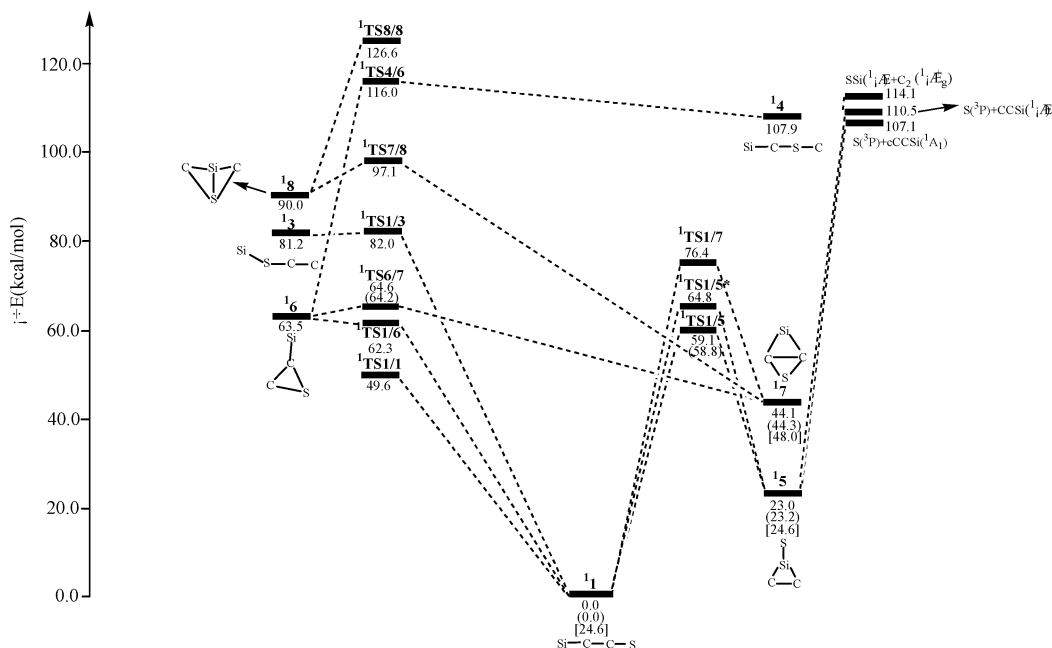 ¡÷E(kcal/mol)
120.0
100.0
80.0
60.0
40.0
20.0
0.0
¹TS8/8
126.6
¹TS4/6
116.0
¹TS7/8
97.1
¹TS1/3
82.0
¹TS6/7
64.6
(64.2)
¹TS1/6
62.3
¹TS1/1
49.6
C Si C
S
¹8
90.0
¹3
81.2
Si
S C C
¹6
63.5
Si
C
C S
¹4
107.9
Si C S C
SSi(¹¡Æ+C₂(¹¡Æg)
114.1
110.5
S(³P)+CCSi(¹¡Æ
107.1
S(³P)+cCCSi(¹A₁)
¹TS1/7
76.4
¹TS1/5*
64.8
¹TS1/5
59.1
(58.8)
Si
C C
S
¹7
44.1
(44.3)
[48.0]
¹5
23.0
(23.2)
[24.6]
S
Si
C C
¹1
0.0
(0.0)
[24.6]
Si C C S